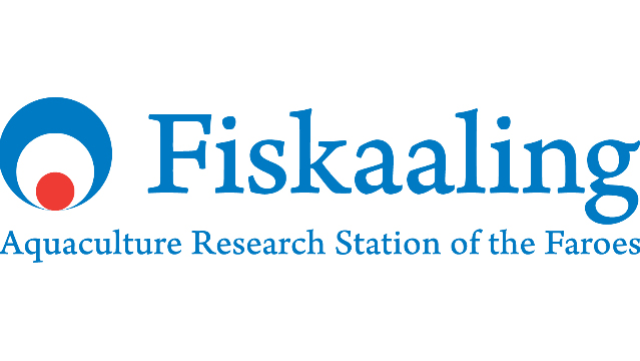 Fiskaaling
Aquaculture Research Station of the Faroes